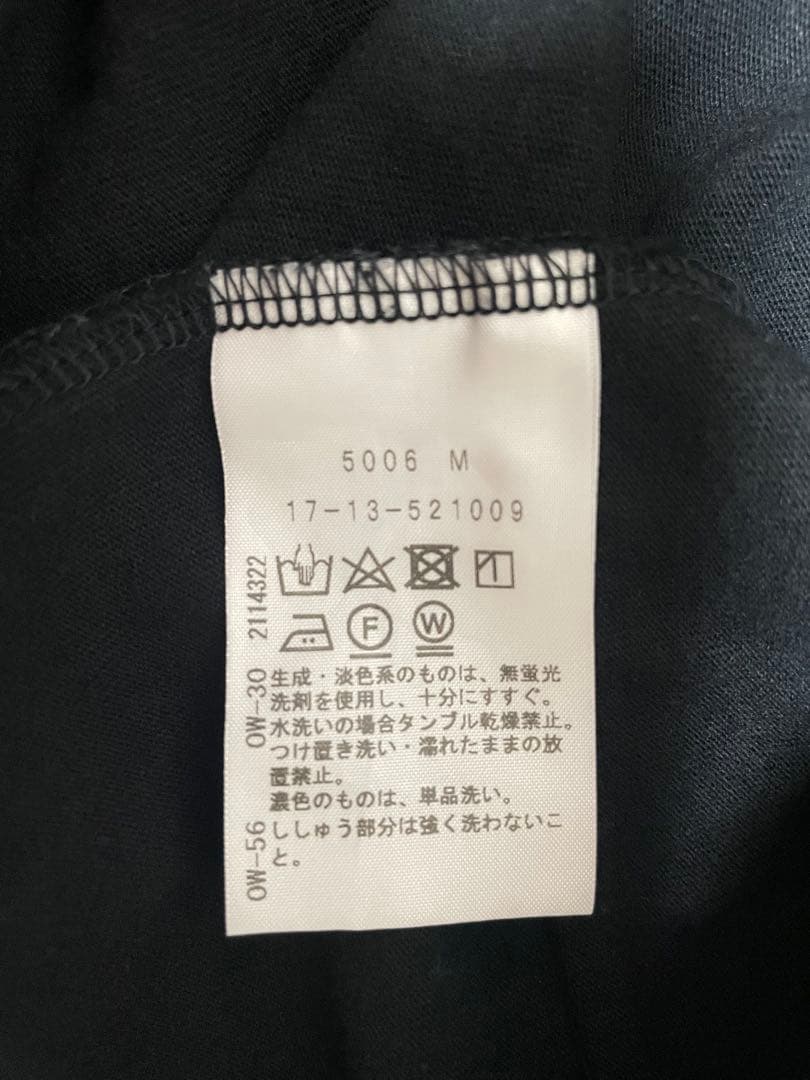 5006 M
17-13-521009
F
W
生成・淡色系のものは、無蛍光
洗剤を使用し、十分にすすぐ。
水洗いの場合タンブル乾燥禁止。
つけ置き洗い・濡れたままの放
置禁止。
濃色のものは、単品洗い。
ししゅう部分は強く洗わないこ
と。
OW-56 OW-30 2114322